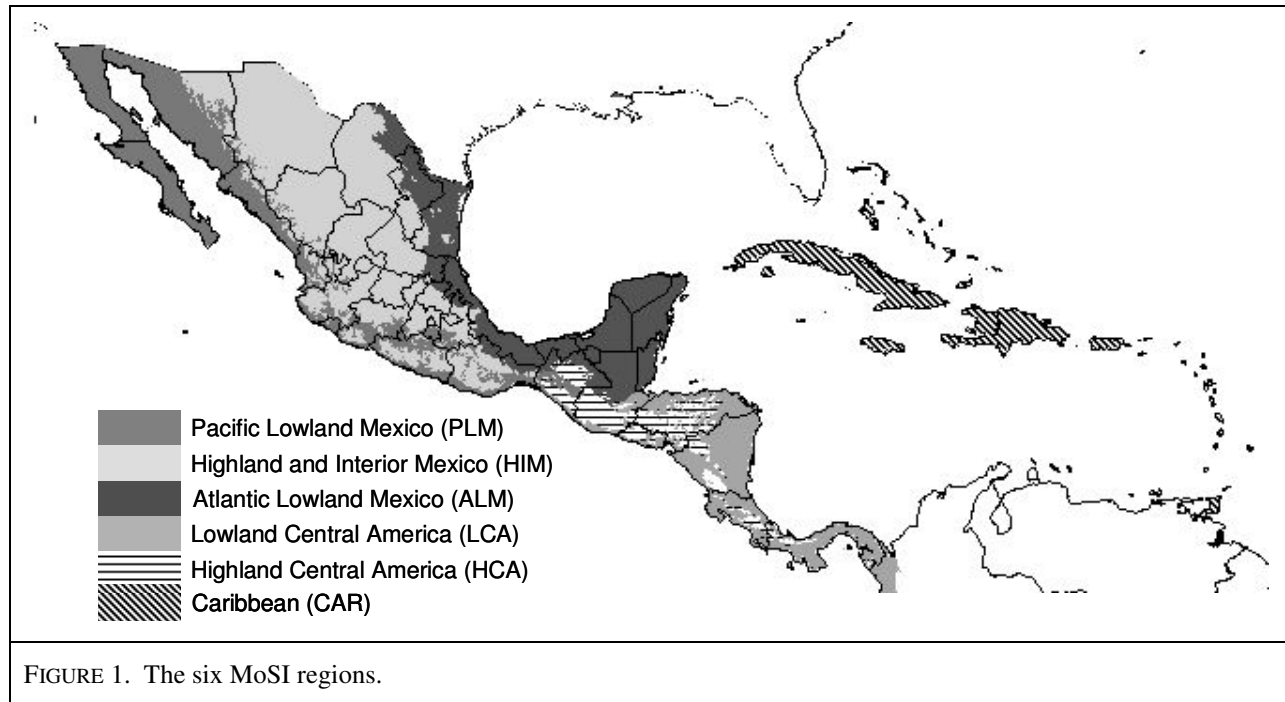 Pacific Lowland Mexico (PLM)
Highland and Interior Mexico (HIM)
Atlantic Lowland Mexico (ALM)
Lowland Central America (LCA)
Highland Central America (HCA)
Caribbean (CAR)
FIGURE 1. The six MoSI regions.